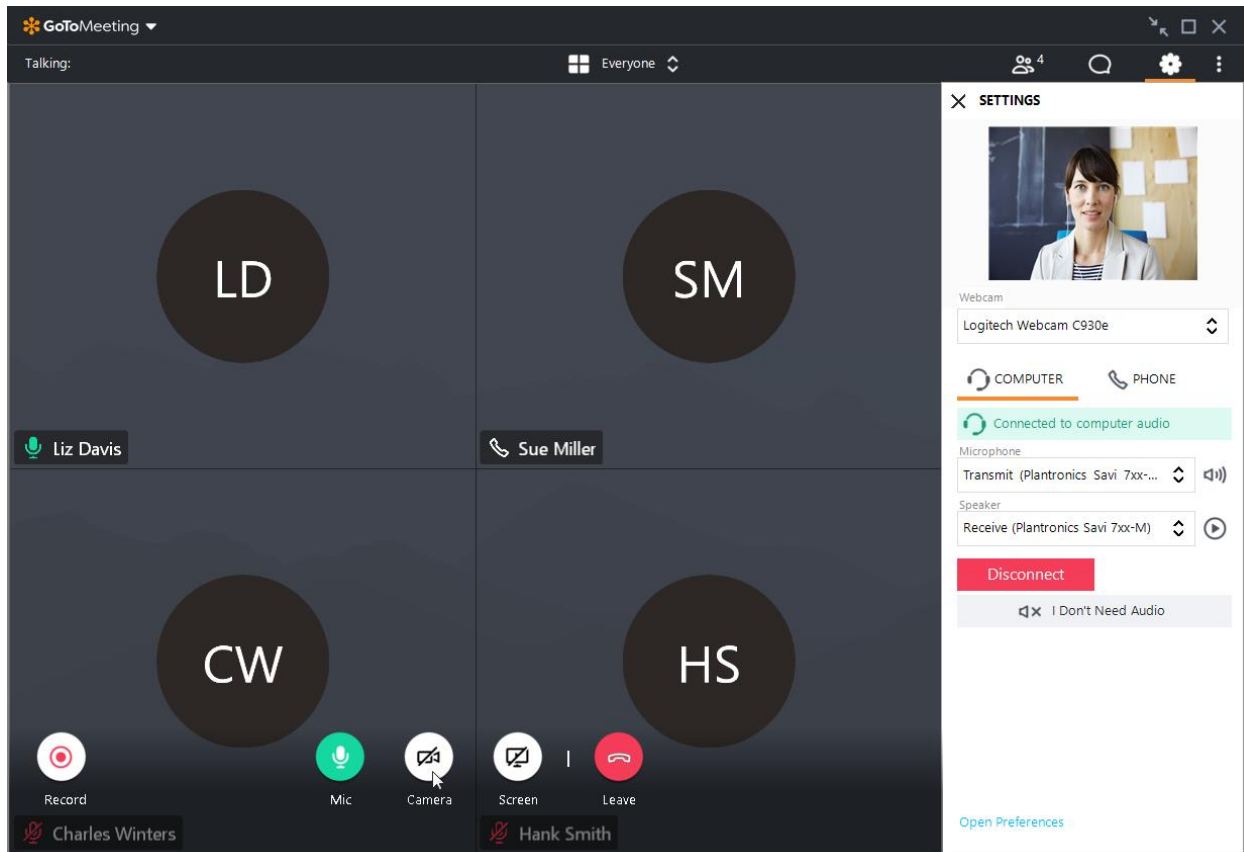 GoToMeeting
Talking:
Everyone
4
SETTINGS
LD
SM
Webcam
Logitech Webcam C930e
COMPUTER
PHONE
Connected to computer audio
Liz Davis
Sue Miller
Microphone
Transmit (Plantronics Savi 7xx-...
Speaker
Receive (Plantronics Savi 7xx-M)
Disconnect
I Don't Need Audio
CW
HS
Record
Mic
Camera
Screen
Leave
Charles Winters
Hank Smith
Open Preferences